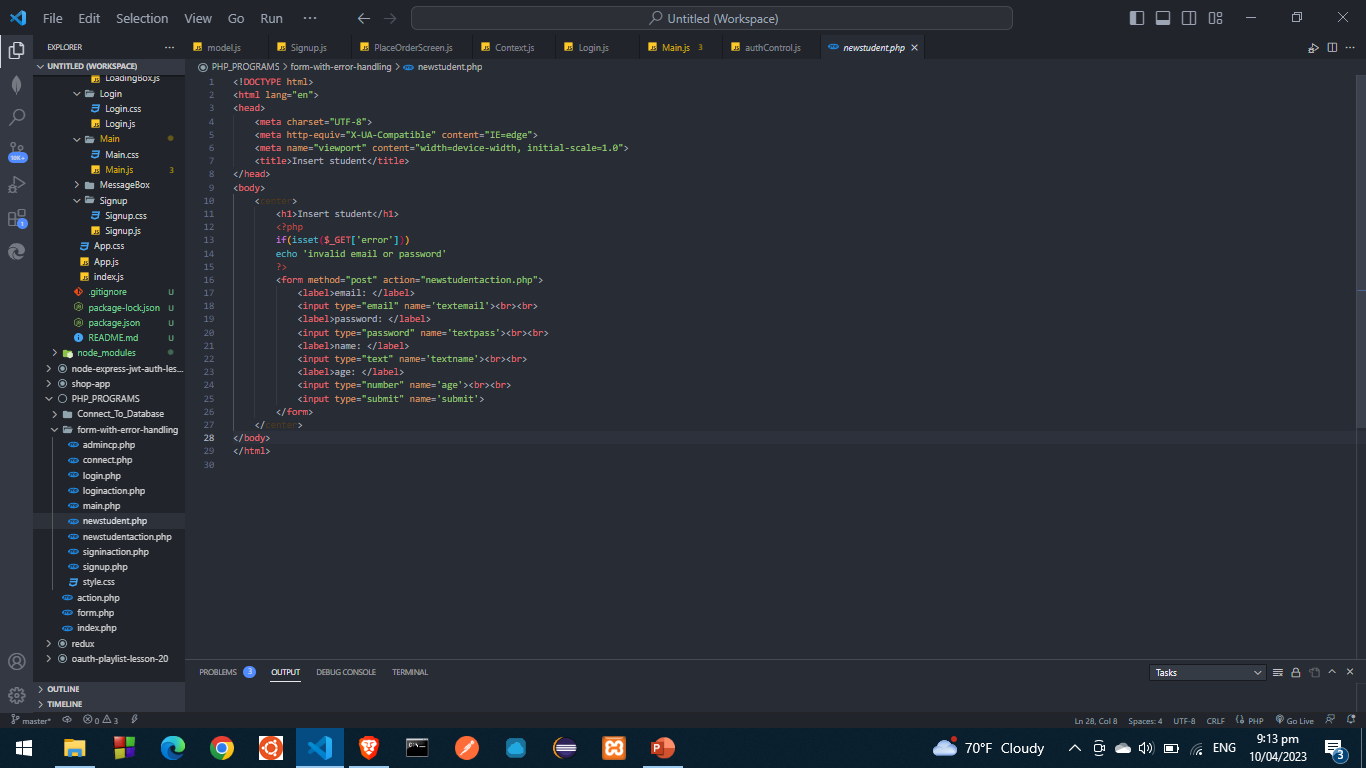 File Edit Selection View Go Run ··· Untitled (Workspace)
EXPLORER ···
model.js Signup.js PlaceOrderScreen.js Context.js Login.js Main.js 3 authControl.js newstudent.php
UNTITLED (WORKSPACE)
LoadingBox.js
Login
Login.css
Login.js
Main
Main.css
Main.js 3
MessageBox
Signup
Signup.css
Signup.js
App.css
App.js
index.js
.gitignore U
package-lock.json U
package.json U
README.md U
node_modules
node-express-jwt-auth-les...
shop-app
PHP_PROGRAMS
Connect_To_Database
form-with-error-handling
admincp.php
connect.php
login.php
loginaction.php
main.php
newstudent.php
newstudentaction.php
signinaction.php
signup.php
style.css
action.php
form.php
index.php
redux
oauth-playlist-lesson-20
OUTLINE
TIMELINE
10K+
1
PHP_PROGRAMS > form-with-error-handling > newstudent.php
1 <!DOCTYPE html>
2 <html lang="en">
3 <head>
4 <meta charset="UTF-8">
5 <meta http-equiv="X-UA-Compatible" content="IE=edge">
6 <meta name="viewport" content="width=device-width, initial-scale=1.0">
7 <title>Insert student</title>
8 </head>
9 <body>
10 <center>
11 <h1>Insert student</h1>
12 <?php
13 if(isset($_GET['error']))
14 echo 'invalid email or password'
15 ?>
16 <form method="post" action="newstudentaction.php">
17 <label>email: </label>
18 <input type="email" name='textemail'><br><br>
19 <label>password: </label>
20 <input type="password" name='textpass'><br><br>
21 <label>name: </label>
22 <input type="text" name='textname'><br><br>
23 <label>age: </label>
24 <input type="number" name='age'><br><br>
25 <input type="submit" name='submit'>
26 </form>
27 </center>
28 </body>
29 </html>
30
PROBLEMS 3 OUTPUT DEBUG CONSOLE TERMINAL Tasks
master* 0 3 Ln 28, Col 8 Spaces: 4 UTF-8 CRLF PHP Go Live
70°F Cloudy ENG 9:13 pm
10/04/2023 3